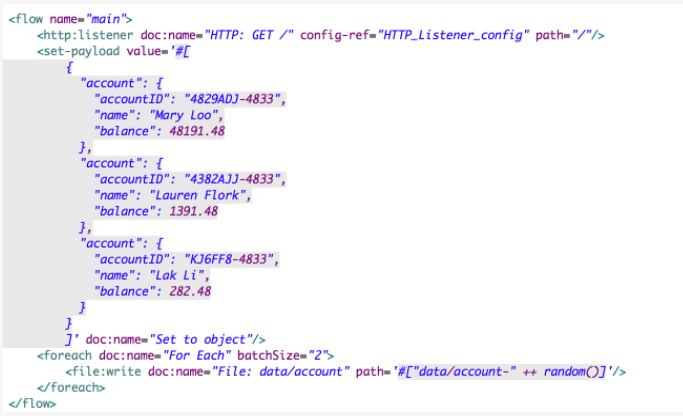 <flow name="main">
<http:listener doc:name="HTTP: GET /" config-ref="HTTP_Listener_config" path="/"/>
<set-payload value='#[
{
"account": {
"accountID": "4829ADJ-4833",
"name": "Mary Loo",
"balance": 48191.48
},
"account": {
"accountID": "4382AJJ-4833",
"name": "Lauren Flork",
"balance": 1391.48
},
"account": {
"accountID": "KJ6FF8-4833",
"name": "Lak Li",
"balance": 282.48
}
}
]' doc:name="Set to object"/>
<foreach doc:name="For Each" batchSize="2">
<file:write doc:name="File: data/account" path='#["data/account-" ++ random()]'/>
</foreach>
</flow>